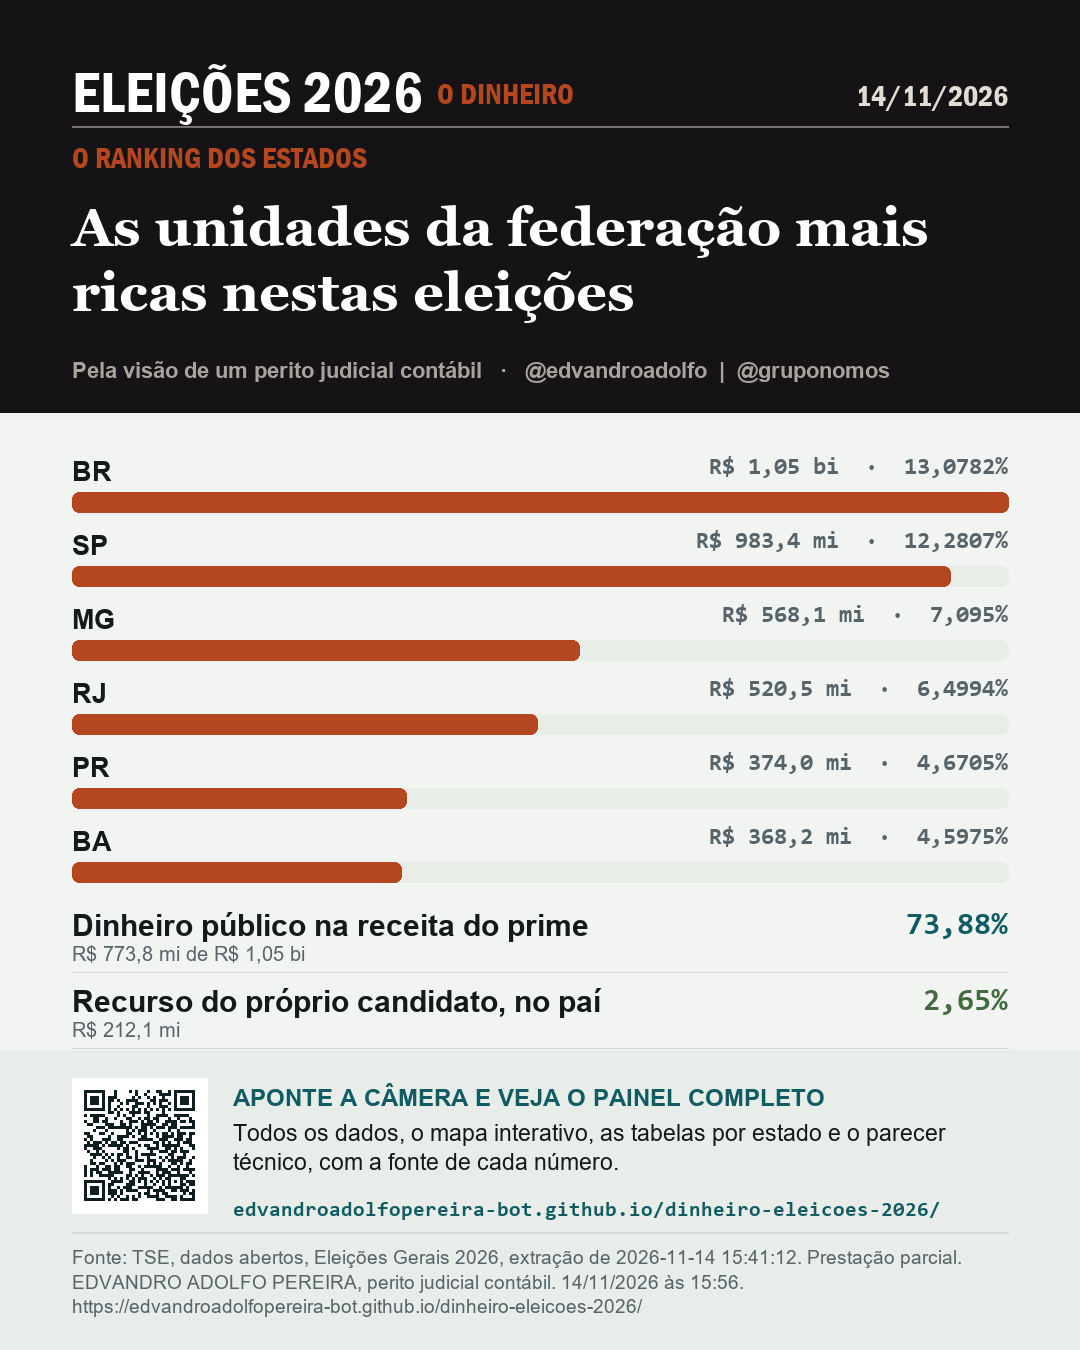 ELEIÇÕES 2026 O DINHEIRO 14/11/2026
O RANKING DOS ESTADOS
As unidades da federação mais
ricas nestas eleições
Pela visão de um perito judicial contábil · @edvandroadolfo | @gruponomos
BR R$ 1,05 bi · 13,0782%
SP R$ 983,4 mi · 12,2807%
MG R$ 568,1 mi · 7,095%
RJ R$ 520,5 mi · 6,4994%
PR R$ 374,0 mi · 4,6705%
BA R$ 368,2 mi · 4,5975%
Dinheiro público na receita do prime 73,88%
R$ 773,8 mi de R$ 1,05 bi
Recurso do próprio candidato, no paí 2,65%
R$ 212,1 mi
APONTE A CÂMERA E VEJA O PAINEL COMPLETO
Todos os dados, o mapa interativo, as tabelas por estado e o parecer
técnico, com a fonte de cada número.
edvandroadolfopereira-bot.github.io/dinheiro-eleicoes-2026/
Fonte: TSE, dados abertos, Eleições Gerais 2026, extração de 2026-11-14 15:41:12. Prestação parcial.
EDVANDRO ADOLFO PEREIRA, perito judicial contábil. 14/11/2026 às 15:56.
https://edvandroadolfopereira-bot.github.io/dinheiro-eleicoes-2026/